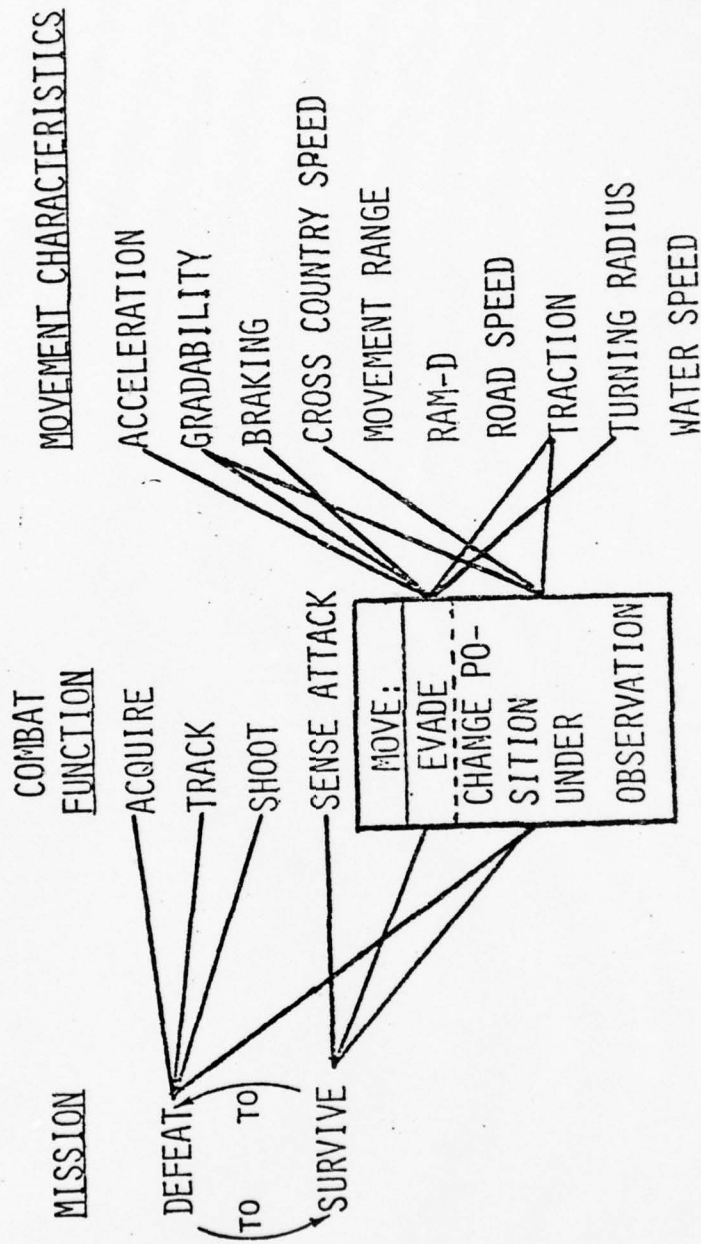 MISSION
DEFEAT
TO TO
SURVIVE
COMBAT
FUNCTION
ACQUIRE
TRACK
SHOOT
SENSE ATTACK
MOVE:
EVADE
CHANGE PO-
SITION
UNDER
OBSERVATION
MOVEMENT CHARACTERISTICS
ACCELERATION
GRADABILITY
BRAKING
CROSS COUNTRY SPEED
MOVEMENT RANGE
RAM-D
ROAD SPEED
TRACTION
TURNING RADIUS
WATER SPEED